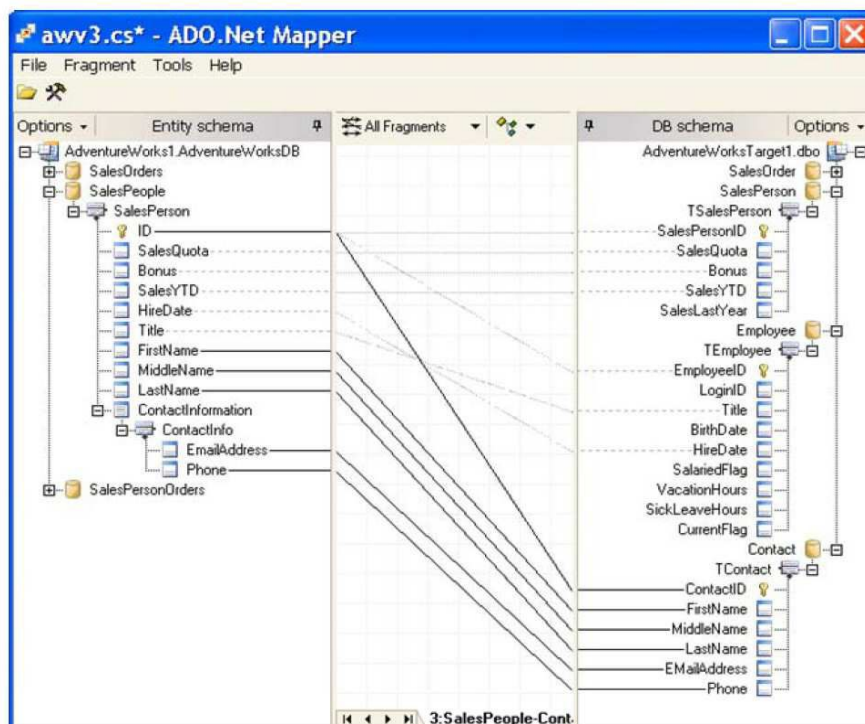 awv3.cs* - ADO.Net Mapper
File Fragment Tools Help
Options Entity schema
All Fragments
DB schema Options
AdventureWorks1.AdventureWorksDB
SalesOrders
SalesPeople
SalesPerson
ID
SalesQuota
Bonus
SalesYTD
HireDate
Title
FirstName
MiddleName
LastName
ContactInformation
ContactInfo
EmailAddress
Phone
SalesPersonOrders
AdventureWorksTarget1.dbo
SalesOrder
SalesPerson
TSalesPerson
SalesPersonID
SalesQuota
Bonus
SalesYTD
SalesLastYear
Employee
TEmployee
EmployeeID
LoginID
Title
BirthDate
HireDate
SalariedFlag
VacationHours
SickLeaveHours
CurrentFlag
Contact
TContact
ContactID
FirstName
MiddleName
LastName
EMailAddress
Phone
3:SalesPeople-Cont